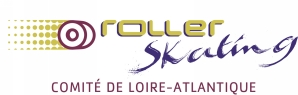 roller
Skating
COMITÉ DE LOIRE-ATLANTIQUE